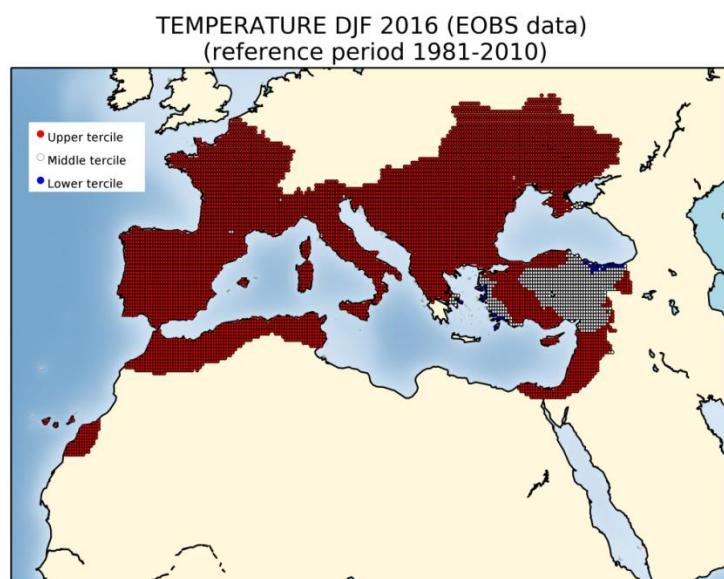 TEMPERATURE DJF 2016 (EOBS data)
(reference period 1981-2010)
Upper tercile
Middle tercile
Lower tercile